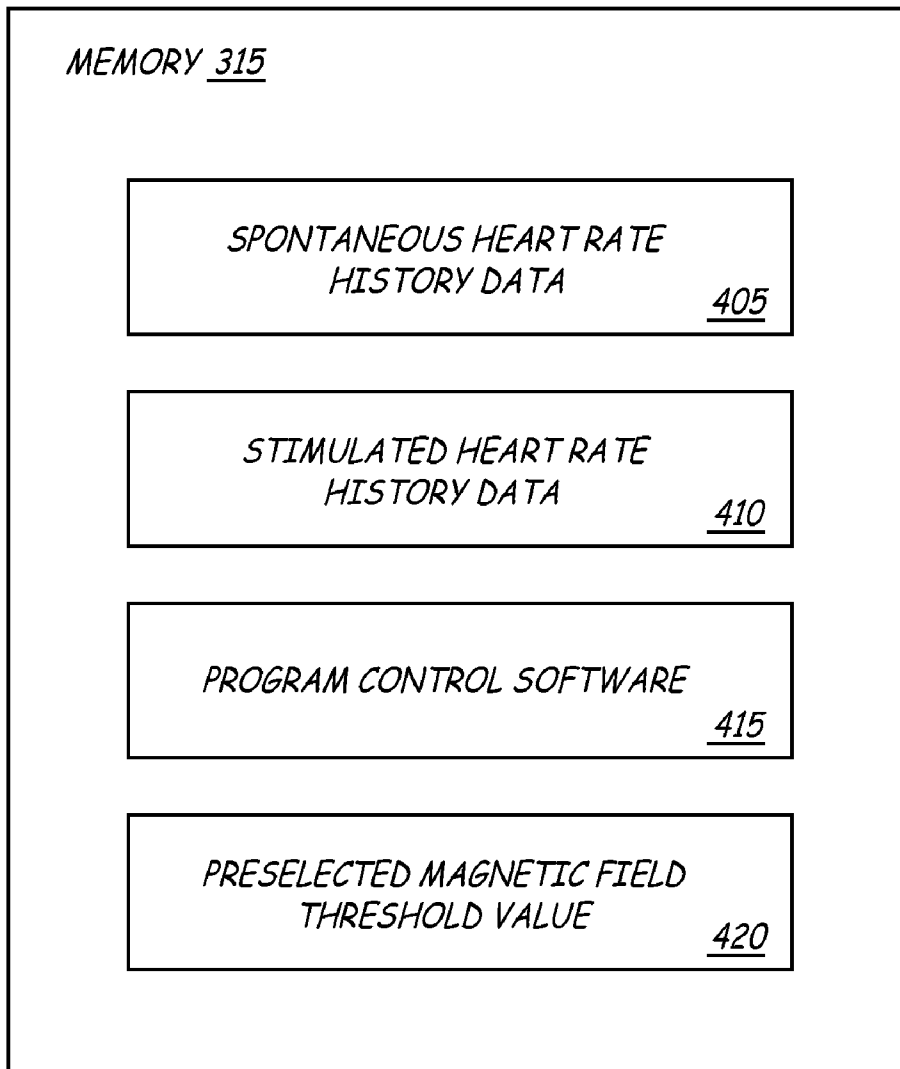 MEMORY 315
SPONTANEOUS HEART RATE
HISTORY DATA
405
STIMULATED HEART RATE
HISTORY DATA
410
PROGRAM CONTROL SOFTWARE
415
PRESELECTED MAGNETIC FIELD
THRESHOLD VALUE
420